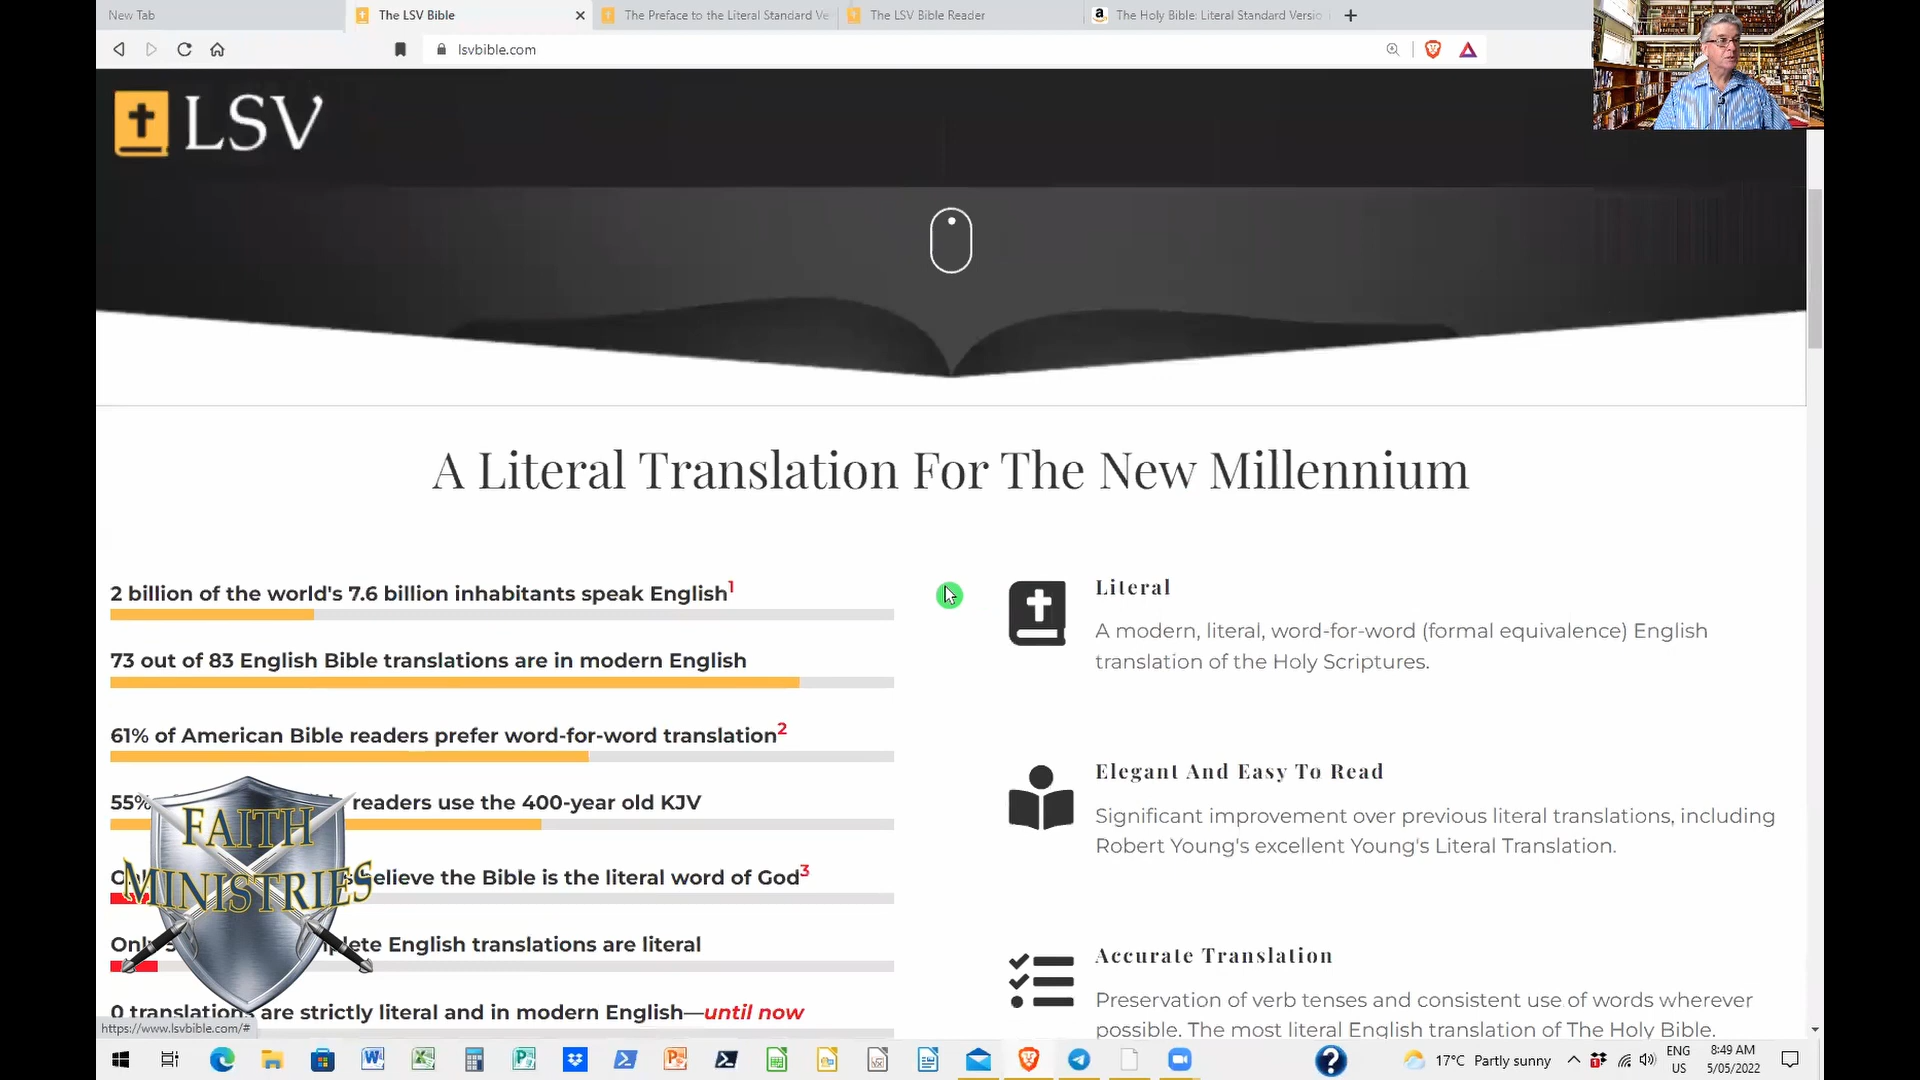 New Tab
The LSV Bible
The Preface to the Literal Standard Ve
The LSV Bible Reader
The Holy Bible: Literal Standard Versio
lsvbible.com
LSV
A Literal Translation For The New Millennium
2 billion of the world's 7.6 billion inhabitants speak English1
73 out of 83 English Bible translations are in modern English
61% of American Bible readers prefer word-for-word translation2
55% readers use the 400-year old KJV
believe the Bible is the literal word of God3
Only English translations are literal
0 translations are strictly literal and in modern English—until now
FAITH
MINISTRIES
Literal
A modern, literal, word-for-word (formal equivalence) English
translation of the Holy Scriptures.
Elegant And Easy To Read
Significant improvement over previous literal translations, including
Robert Young's excellent Young's Literal Translation.
Accurate Translation
Preservation of verb tenses and consistent use of words wherever
possible. The most literal English translation of The Holy Bible.
https://www.lsvbible.com/#
17°C Partly sunny
ENG
US
8:49 AM
5/05/2022